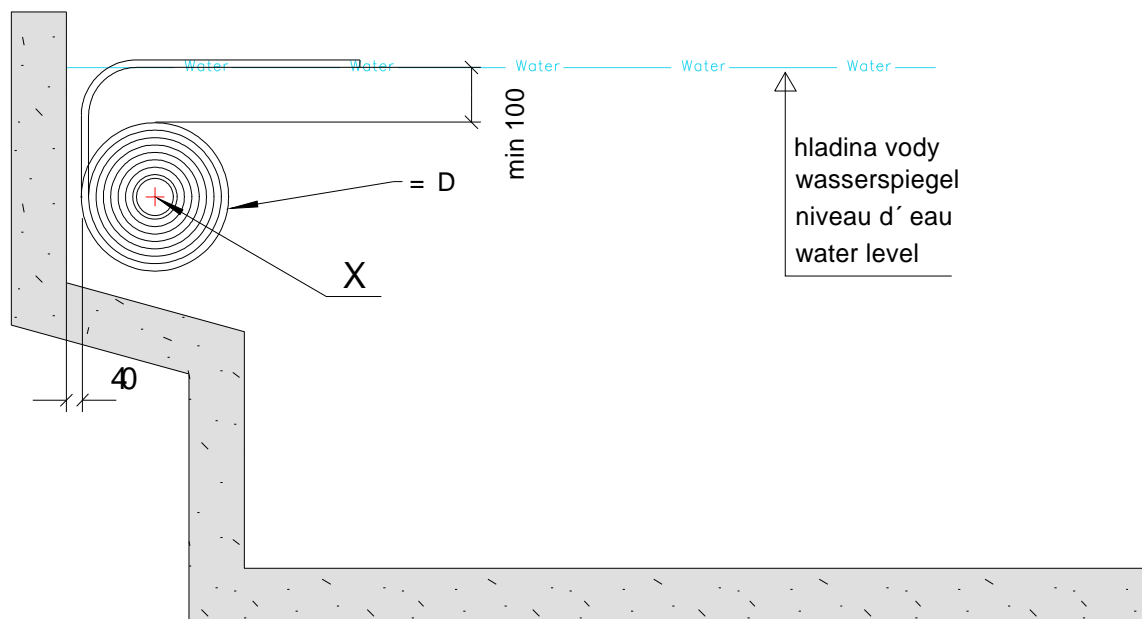 Water Water Water Water Water
min 100
hladina vody
wasserspiegel
niveau d´ eau
water level
= D
X
40